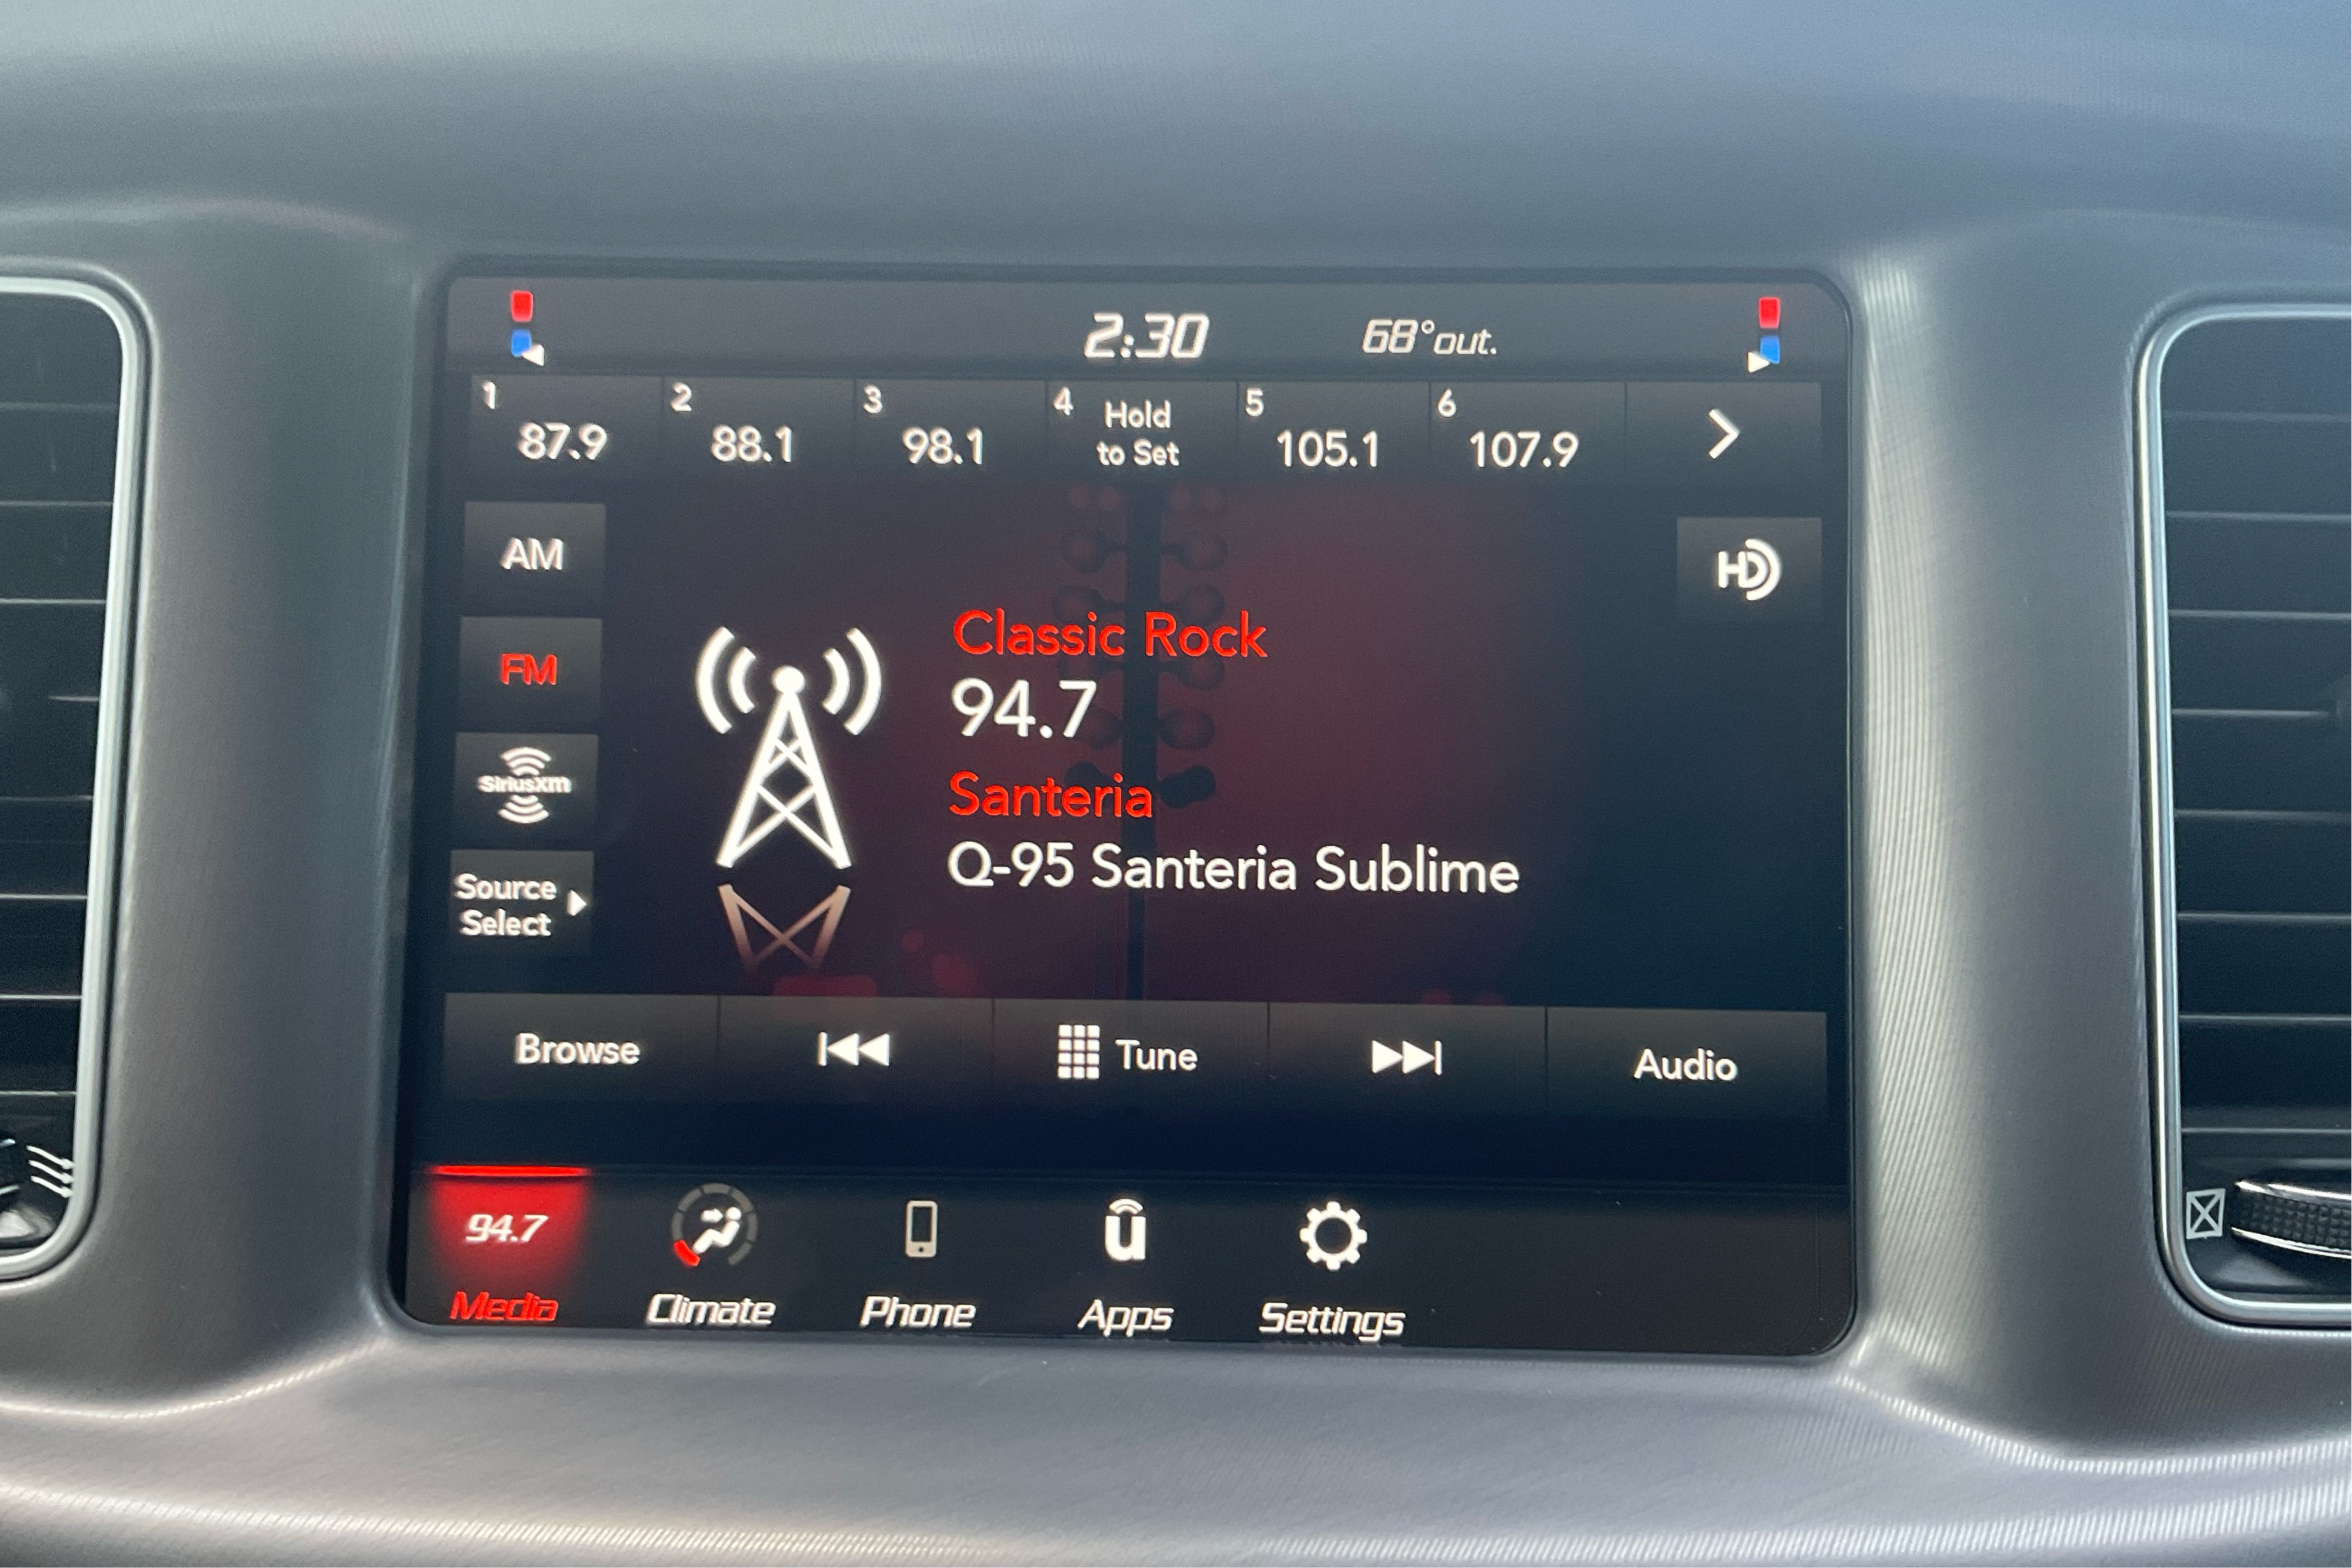 2:30 68°out.
1 87.9 2 88.1 3 98.1 4 Hold to Set 5 105.1 6 107.9
AM
HD
FM
Classic Rock
94.7
SiriusXM
Santeria
Q-95 Santeria Sublime
Source
Select
Browse Tune Audio
94.7 u
Media Climate Phone Apps Settings